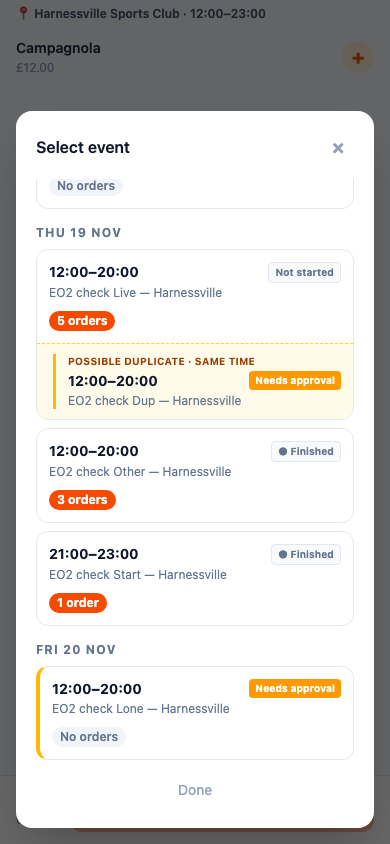 Harnessville Sports Club · 12:00–23:00
Campagnola
£12.00
+
Select event
×
No orders
THU 19 NOV
12:00–20:00
Not started
EO2 check Live — Harnessville
5 orders
POSSIBLE DUPLICATE · SAME TIME
12:00–20:00
Needs approval
EO2 check Dup — Harnessville
12:00–20:00
Finished
EO2 check Other — Harnessville
3 orders
21:00–23:00
Finished
EO2 check Start — Harnessville
1 order
FRI 20 NOV
12:00–20:00
Needs approval
EO2 check Lone — Harnessville
No orders
Done